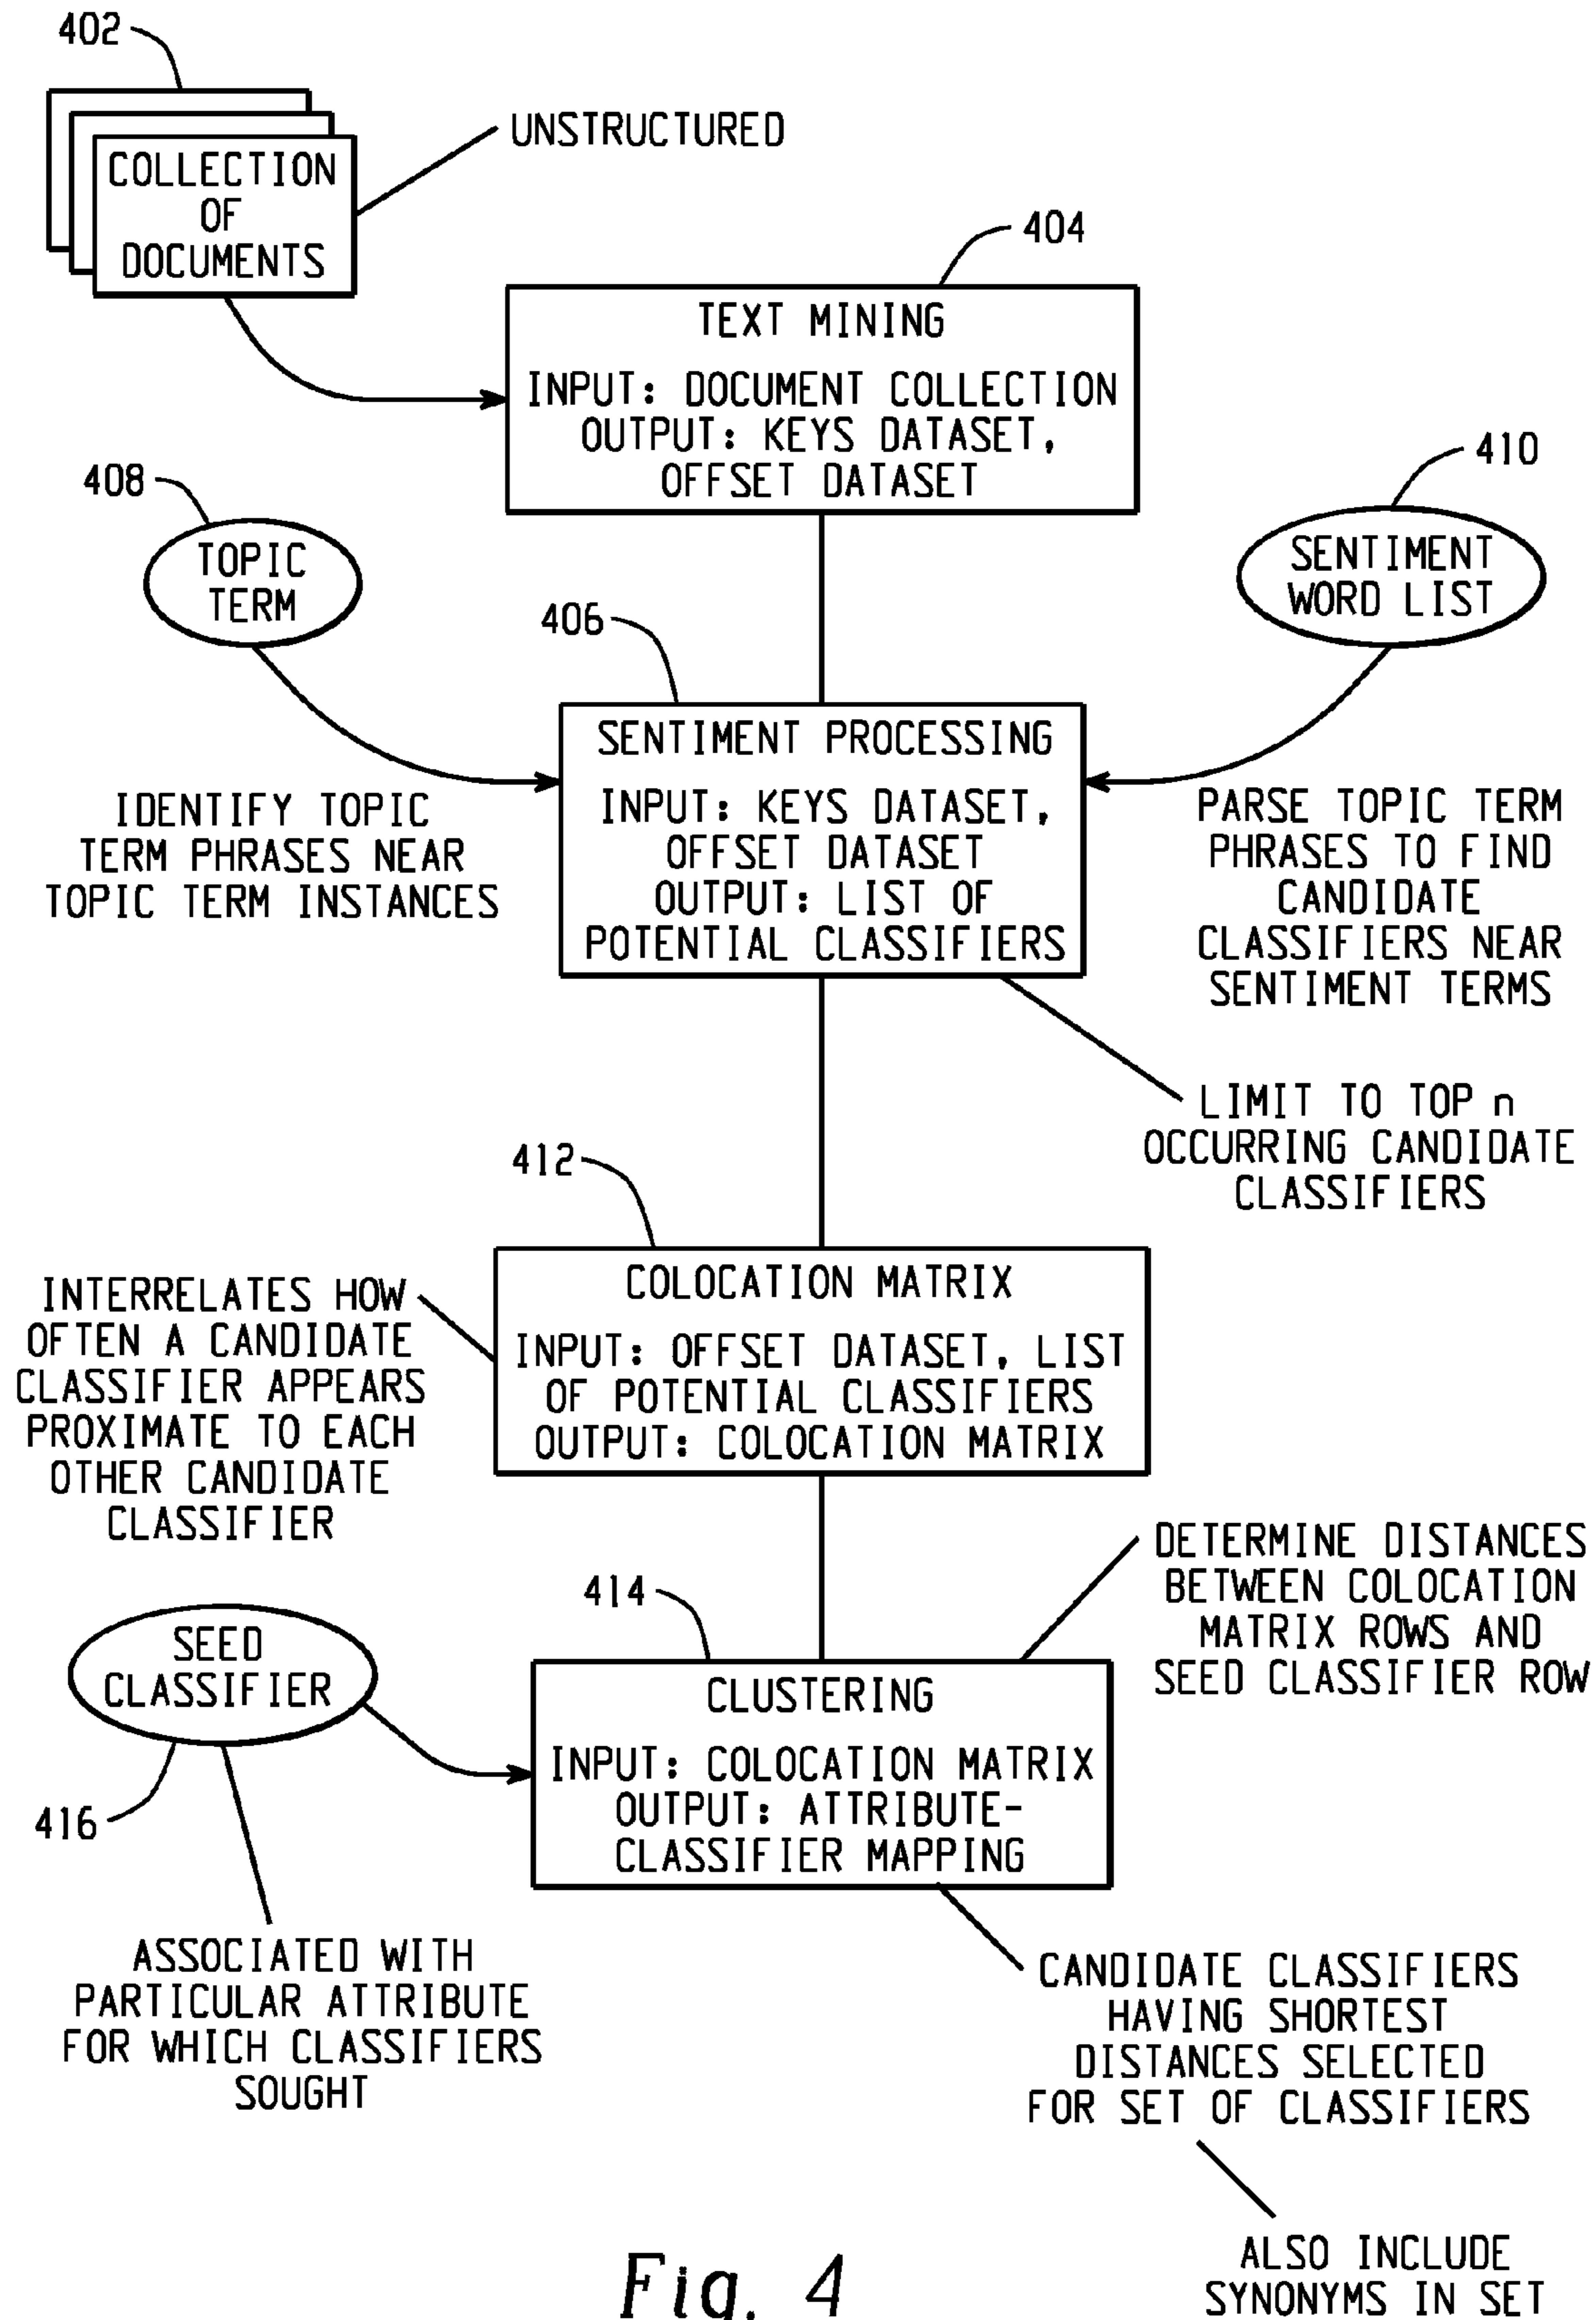 402
COLLECTION
OF
DOCUMENTS
UNSTRUCTURED
404
TEXT MINING
INPUT: DOCUMENT COLLECTION
OUTPUT: KEYS DATASET,
OFFSET DATASET
408
TOPIC
TERM
410
SENTIMENT
WORD LIST
406
SENTIMENT PROCESSING
INPUT: KEYS DATASET,
OFFSET DATASET
OUTPUT: LIST OF
POTENTIAL CLASSIFIERS
IDENTIFY TOPIC
TERM PHRASES NEAR
TOPIC TERM INSTANCES
PARSE TOPIC TERM
PHRASES TO FIND
CANDIDATE
CLASSIFIERS NEAR
SENTIMENT TERMS
LIMIT TO TOP n
OCCURRING CANDIDATE
CLASSIFIERS
412
COLOCATION MATRIX
INPUT: OFFSET DATASET, LIST
OF POTENTIAL CLASSIFIERS
OUTPUT: COLOCATION MATRIX
INTERRELATES HOW
OFTEN A CANDIDATE
CLASSIFIER APPEARS
PROXIMATE TO EACH
OTHER CANDIDATE
CLASSIFIER
DETERMINE DISTANCES
BETWEEN COLOCATION
MATRIX ROWS AND
SEED CLASSIFIER ROW
414
SEED
CLASSIFIER
416
CLUSTERING
INPUT: COLOCATION MATRIX
OUTPUT: ATTRIBUTE-
CLASSIFIER MAPPING
ASSOCIATED WITH
PARTICULAR ATTRIBUTE
FOR WHICH CLASSIFIERS
SOUGHT
CANDIDATE CLASSIFIERS
HAVING SHORTEST
DISTANCES SELECTED
FOR SET OF CLASSIFIERS
ALSO INCLUDE
SYNONYMS IN SET
Fig. 4